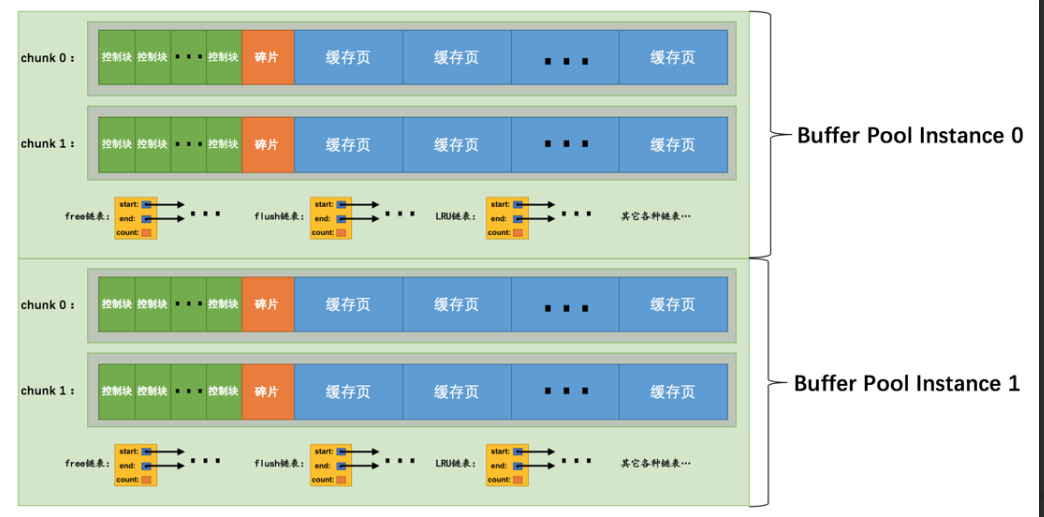 chunk 0： 控制块 控制块 ··· 控制块 碎片 缓存页 缓存页 ··· 缓存页
Buffer Pool Instance 0
chunk 1： 控制块 控制块 ··· 控制块 碎片 缓存页 缓存页 ··· 缓存页
free链表： start: end: count: ··· flush链表： start: end: count: ··· LRU链表： start: end: count: ··· 其它各种链表…
chunk 0： 控制块 控制块 ··· 控制块 碎片 缓存页 缓存页 ··· 缓存页
Buffer Pool Instance 1
chunk 1： 控制块 控制块 ··· 控制块 碎片 缓存页 缓存页 ··· 缓存页
free链表： start: end: count: ··· flush链表： start: end: count: ··· LRU链表： start: end: count: ··· 其它各种链表…